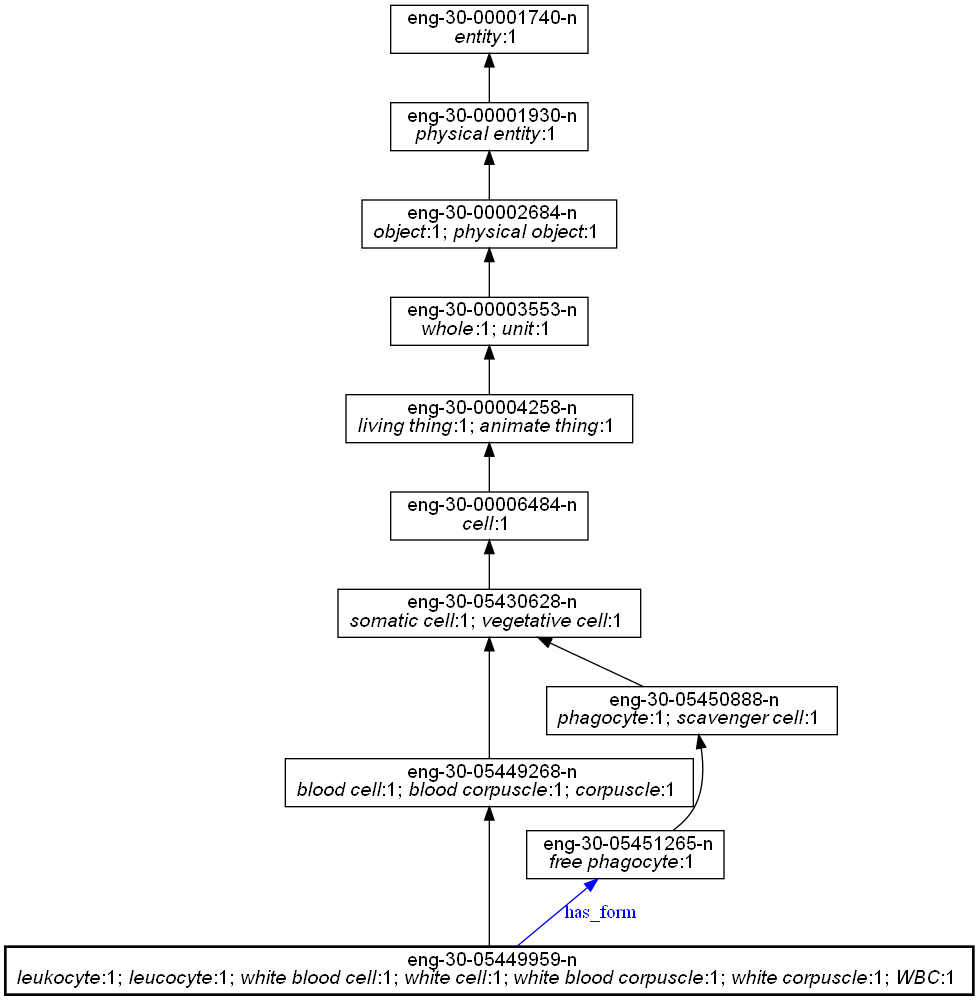 eng-30-00001740-n
entity:1
eng-30-00001930-n
physical entity:1
eng-30-00002684-n
object:1; physical object:1
eng-30-00003553-n
whole:1; unit:1
eng-30-00004258-n
living thing:1; animate thing:1
eng-30-00006484-n
cell:1
eng-30-05430628-n
somatic cell:1; vegetative cell:1
eng-30-05450888-n
phagocyte:1; scavenger cell:1
eng-30-05449268-n
blood cell:1; blood corpuscle:1; corpuscle:1
eng-30-05451265-n
free phagocyte:1
has_form
eng-30-05449959-n
leukocyte:1; leucocyte:1; white blood cell:1; white cell:1; white blood corpuscle:1; white corpuscle:1; WBC:1